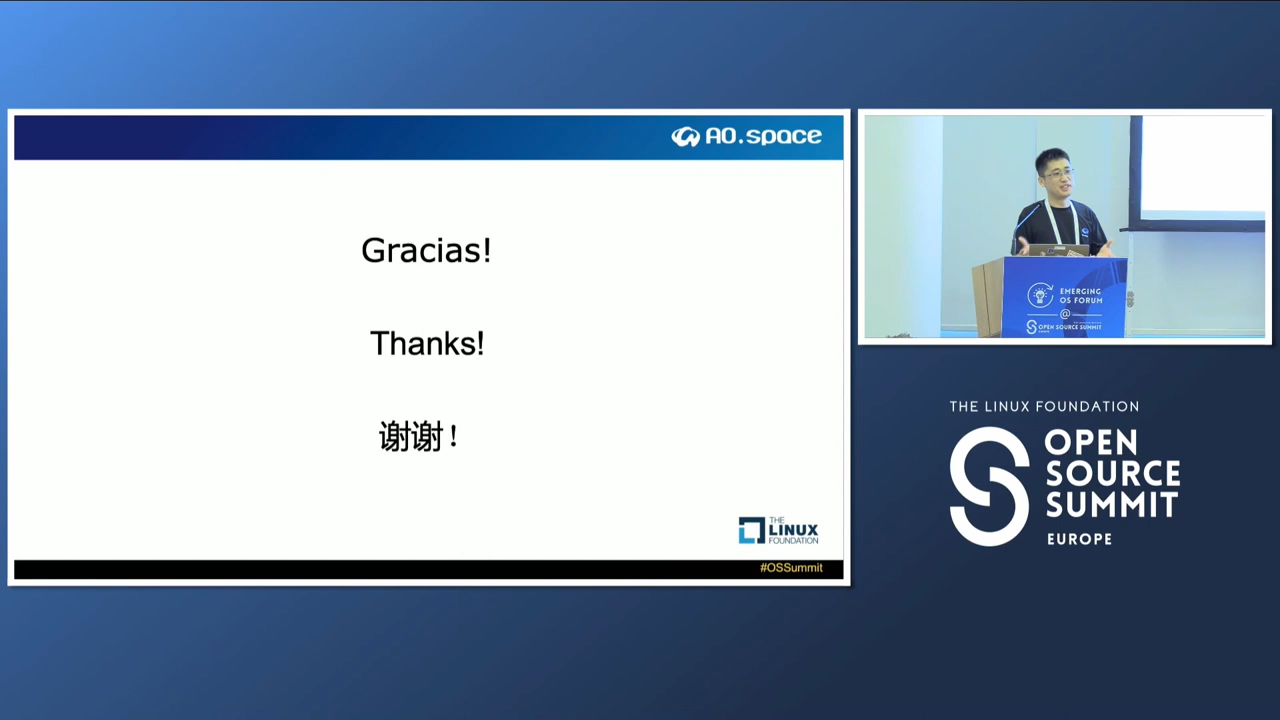 AO.space
Gracias!
Thanks!
谢谢！
THE
LINUX
FOUNDATION
#OSSummit
EMERGING
OS FORUM
@
OPEN SOURCE SUMMIT
THE LINUX FOUNDATION
OPEN
SOURCE
SUMMIT
EUROPE